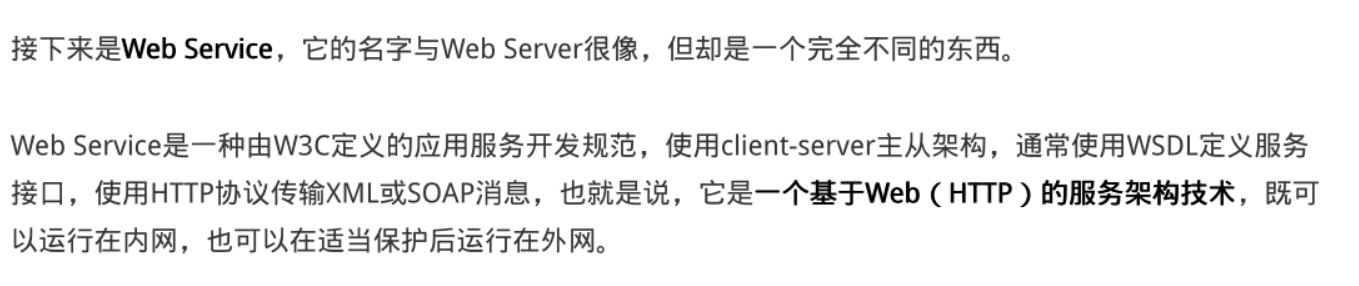 接下来是Web Service，它的名字与Web Server很像，但却是一个完全不同的东西。
Web Service是一种由W3C定义的应用服务开发规范，使用client-server主从架构，通常使用WSDL定义服务
接口，使用HTTP协议传输XML或SOAP消息，也就是说，它是一个基于Web（HTTP）的服务架构技术，既可
以运行在内网，也可以在适当保护后运行在外网。